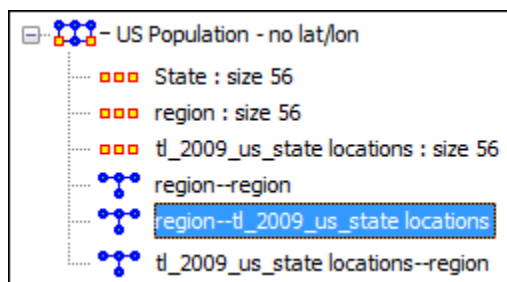 US Population - no lat/lon
State : size 56
region : size 56
tl_2009_us_state locations : size 56
region--region
region--tl_2009_us_state locations
tl_2009_us_state locations--region